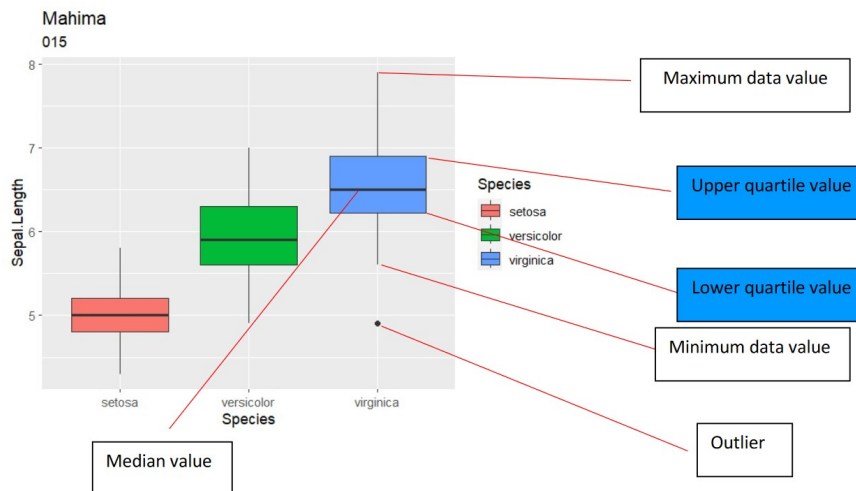 Mahima
015
8
7
6
5
Sepal.Length
setosa
versicolor
virginica
Species
Species
setosa
versicolor
virginica
Maximum data value
Upper quartile value
Lower quartile value
Minimum data value
Outlier
Median value